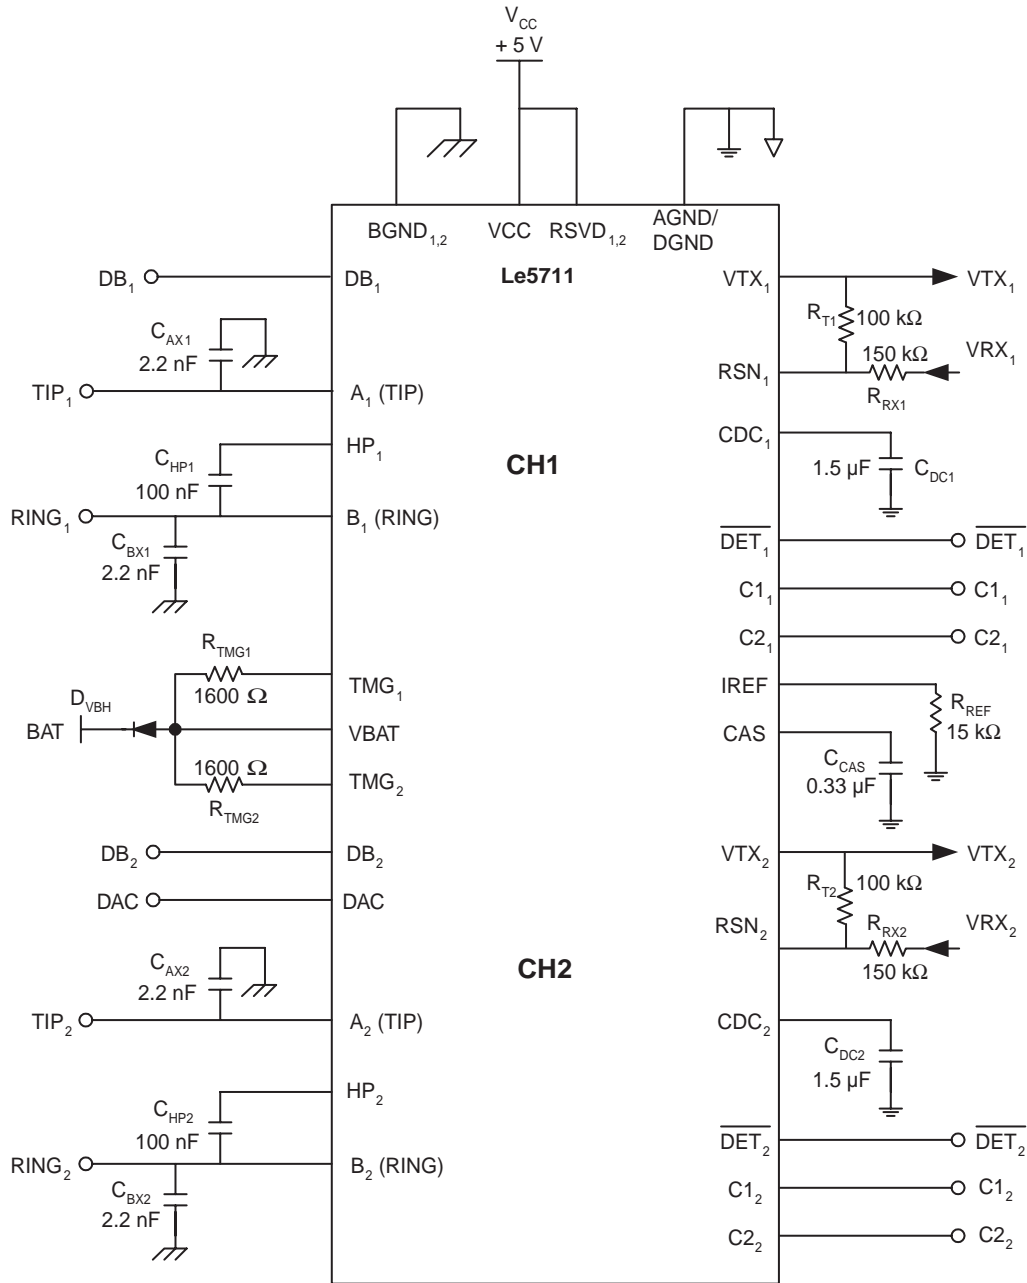 V_CC
+ 5 V
BGND_1,2
VCC
RSVD_1,2
AGND/
DGND
Le5711
DB_1
DB_1
VTX_1
VTX_1
C_AX1
2.2 nF
R_T1
100 kΩ
150 kΩ
VRX_1
TIP_1
A_1 (TIP)
RSN_1
R_RX1
HP_1
CDC_1
CH1
C_HP1
100 nF
1.5 µF
C_DC1
RING_1
B_1 (RING)
C_BX1
2.2 nF
DET_1
DET_1
C1_1
C1_1
C2_1
C2_1
R_TMG1
1600 Ω
TMG_1
IREF
R_REF
15 kΩ
D_VBH
BAT
VBAT
CAS
C_CAS
0.33 µF
1600 Ω
TMG_2
R_TMG2
DB_2
DB_2
VTX_2
VTX_2
DAC
DAC
R_T2
100 kΩ
RSN_2
R_RX2
VRX_2
150 kΩ
CH2
C_AX2
2.2 nF
TIP_2
A_2 (TIP)
CDC_2
C_DC2
1.5 µF
HP_2
C_HP2
100 nF
RING_2
B_2 (RING)
C_BX2
2.2 nF
DET_2
DET_2
C1_2
C1_2
C2_2
C2_2